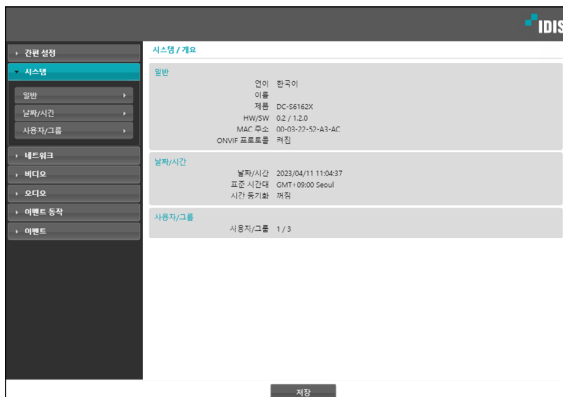 IDIS
간편 설정
시스템
일반
날짜/시간
사용자/그룹
네트워크
비디오
오디오
이벤트 동작
이벤트
시스템 / 개요
일반
언어 한국어
이름
제품 DC-S6162X
HW/SW 0.2 / 1.2.0
MAC 주소 00-03-22-52-A3-AC
ONVIF 프로토콜 켜짐
날짜/시간
날짜/시간 2023/04/11 11:04:37
표준 시간대 GMT+09:00 Seoul
시간 동기화 꺼짐
사용자/그룹
사용자/그룹 1 / 3
저장